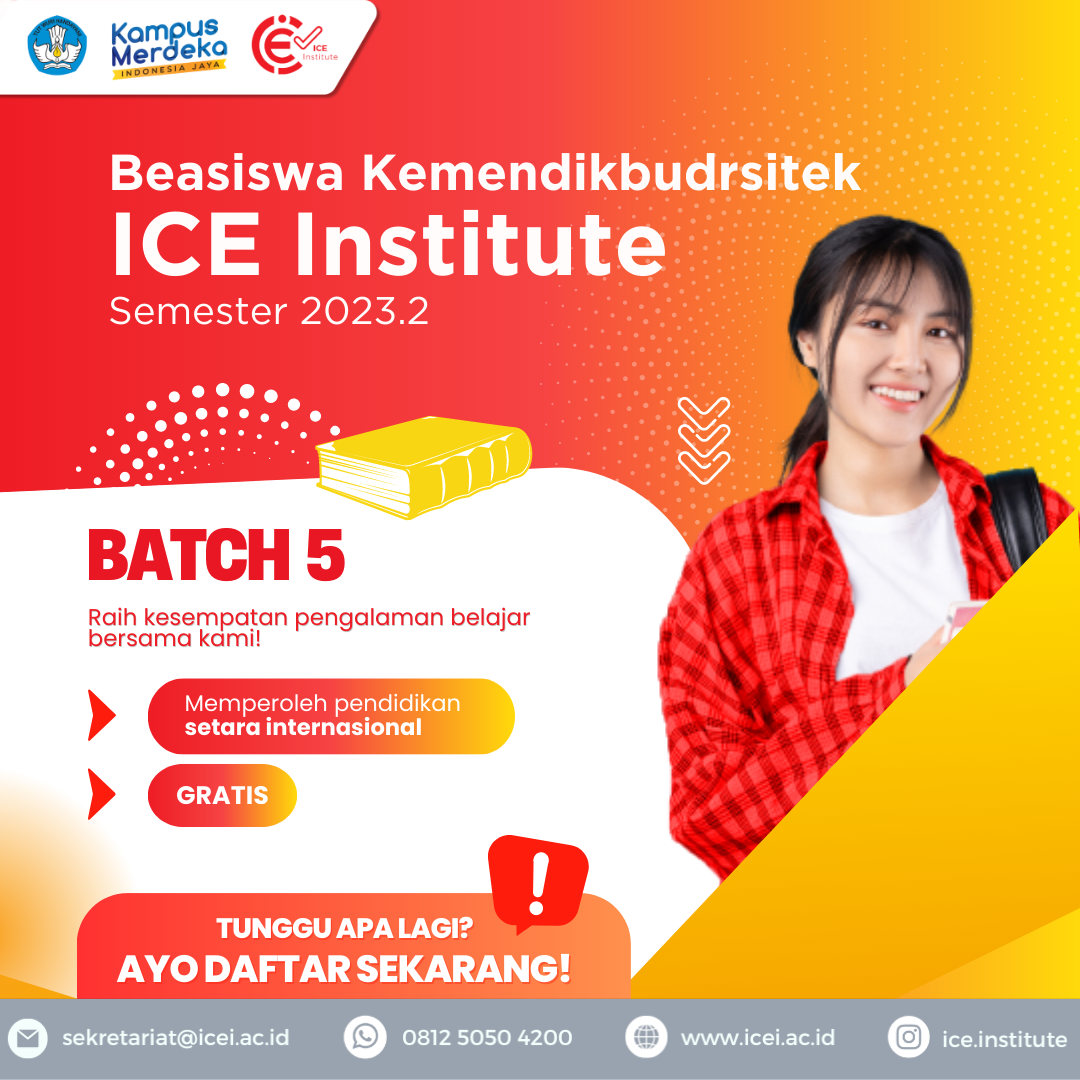 Kampus
Merdeka
INDONESIA JAYA
ICE
Institute
Beasiswa Kemendikbudrsitek
ICE Institute
Semester 2023.2
BATCH 5
Raih kesempatan pengalaman belajar
bersama kami!
Memperoleh pendidikan
setara internasional
GRATIS
!
TUNGGU APA LAGI?
AYO DAFTAR SEKARANG!
sekretariat@icei.ac.id
0812 5050 4200
www.icei.ac.id
ice.institute